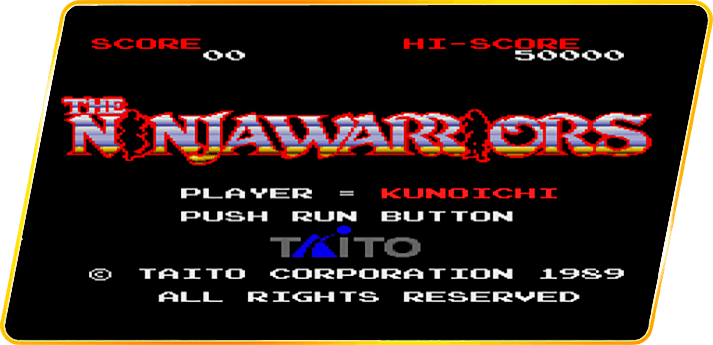 SCORE HI-SCORE
00 50000
THE
NINJAWARRIORS
PLAYER = KUNOICHI
PUSH RUN BUTTON
TAITO
© TAITO CORPORATION 1989
ALL RIGHTS RESERVED